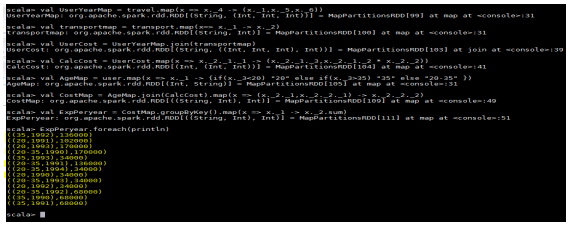 scala> val UserYearMap = travel.map(x => x._4 -> (x._1,x._5,x._6))
UserYearMap: org.apache.spark.rdd.RDD[(String, (Int, Int, Int))] = MapPartitionsRDD[99] at map at <console>:31
scala> val transportmap = transport.map(x=> x._1 -> x._2)
transportmap: org.apache.spark.rdd.RDD[(String, Int)] = MapPartitionsRDD[100] at map at <console>:31
scala> val UserCost = UserYearMap.join(transportmap)
UserCost: org.apache.spark.rdd.RDD[(String, ((Int, Int, Int), Int))] = MapPartitionsRDD[103] at join at <console>:39
scala> val CalcCost = UserCost.map(x => x._2._1._1 -> (x._2._1._3,x._2._1._2 * x._2._2))
CalcCost: org.apache.spark.rdd.RDD[(Int, (Int, Int))] = MapPartitionsRDD[104] at map at <console>:41
scala> val AgeMap = user.map(x => x._1 -> (if(x._3>20) "20" else if(x._3>35) "35" else "20-35" ))
AgeMap: org.apache.spark.rdd.RDD[(Int, String)] = MapPartitionsRDD[105] at map at <console>:31
scala> val CostMap = AgeMap.join(CalcCost).map(x => (x._2._1,x._2._2._1) -> x._2._2._2)
CostMap: org.apache.spark.rdd.RDD[((String, Int), Int)] = MapPartitionsRDD[109] at map at <console>:49
scala> val ExpPeryear = CostMap.groupByKey().map(x => x._1 -> x._2.sum)
ExpPeryear: org.apache.spark.rdd.RDD[((String, Int), Int)] = MapPartitionsRDD[111] at map at <console>:51
scala> ExpPeryear.foreach(println)
((35,1992),136000)
((20,1991),102000)
((20,1993),170000)
((20-35,1990),170000)
((35,1993),34000)
((20-35,1991),136000)
((20-35,1994),34000)
((20,1990),34000)
((20-35,1993),34000)
((20,1992),34000)
((20-35,1992),68000)
((35,1990),68000)
((35,1991),68000)
scala>